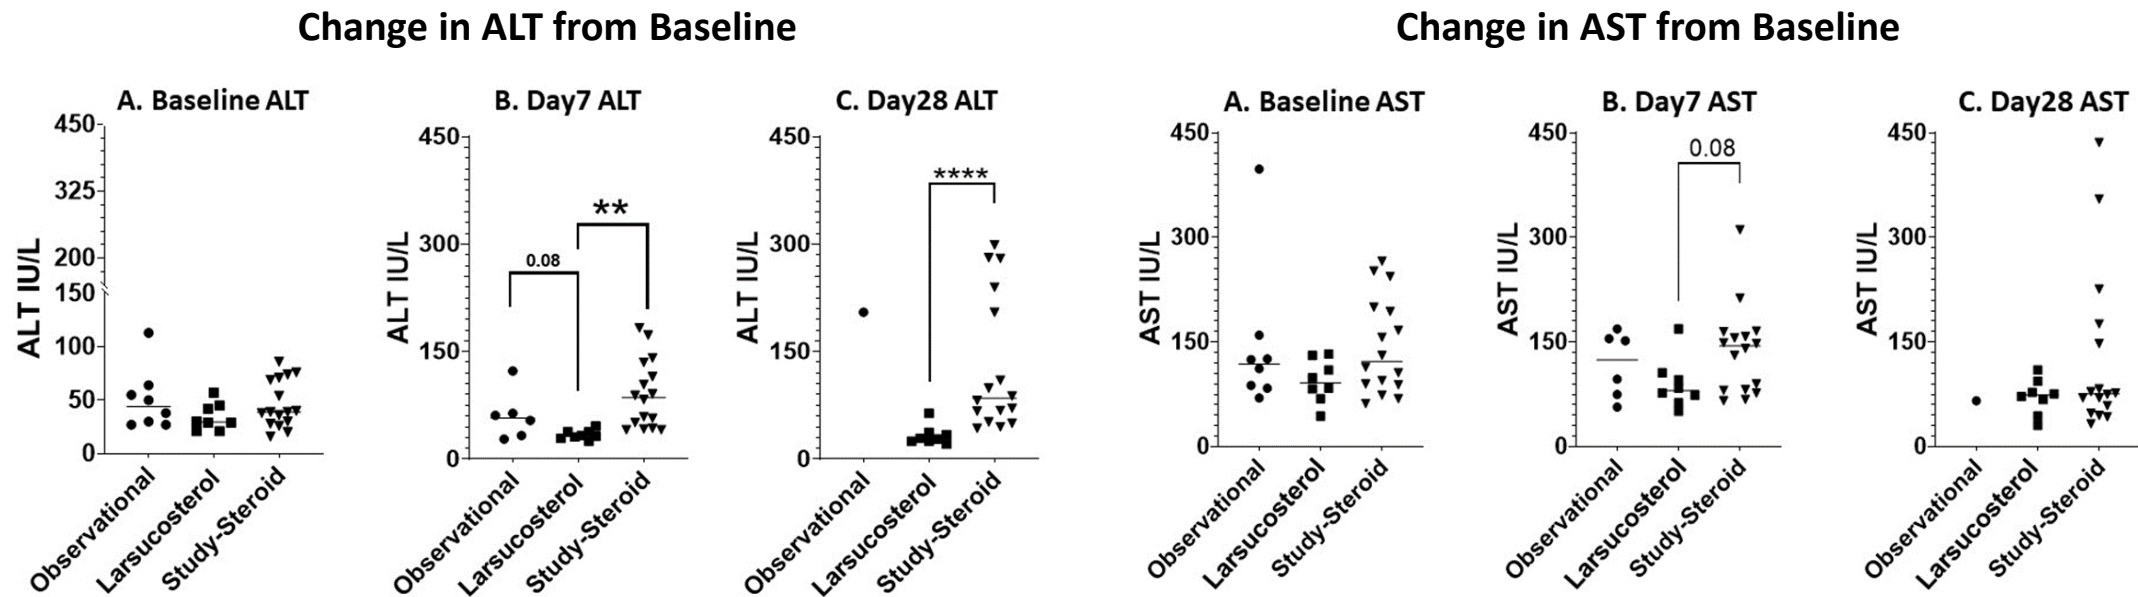 Change in ALT from Baseline
A. Baseline ALT
ALT IU/L
450
325
200
150
100
50
0
Observational
Larsucosterol
Study-Steroid
B. Day7 ALT
ALT IU/L
450
300
150
0
0.08
**
Observational
Larsucosterol
Study-Steroid
C. Day28 ALT
ALT IU/L
450
300
150
0
****
Observational
Larsucosterol
Study-Steroid
Change in AST from Baseline
A. Baseline AST
AST IU/L
450
300
150
0
Observational
Larsucosterol
Study-Steroid
B. Day7 AST
AST IU/L
450
300
150
0
0.08
Observational
Larsucosterol
Study-Steroid
C. Day28 AST
AST IU/L
450
300
150
0
Observational
Larsucosterol
Study-Steroid